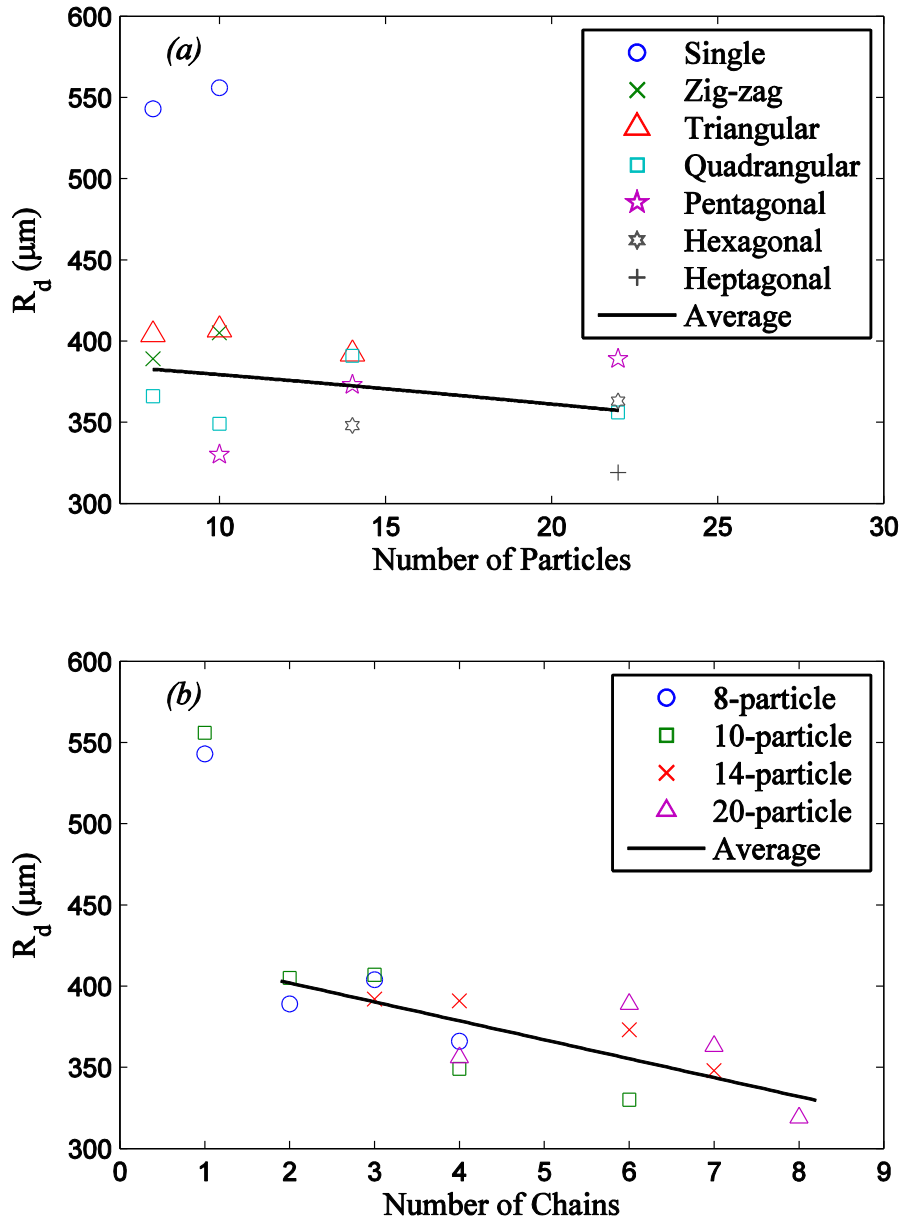 (a)
600
550
500
450
400
350
300
R_d (μm)
Single
Zig-zag
Triangular
Quadrangular
Pentagonal
Hexagonal
Heptagonal
Average
10 15 20 25 30
Number of Particles
(b)
600
550
500
450
400
350
300
R_d (μm)
8-particle
10-particle
14-particle
20-particle
Average
0 1 2 3 4 5 6 7 8 9
Number of Chains